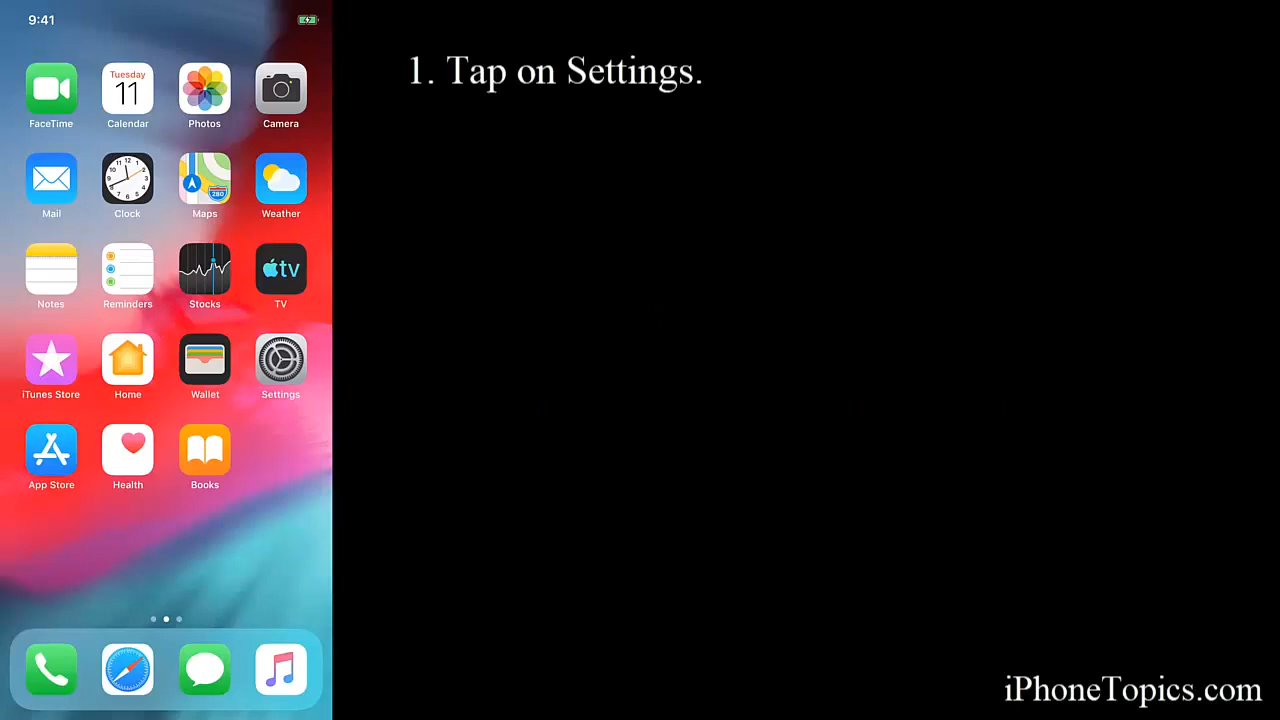 9:41
1. Tap on Settings.
Tuesday
11
FaceTime Calendar Photos Camera
280
Mail Clock Maps Weather
tv
Notes Reminders Stocks TV
iTunes Store Home Wallet Settings
App Store Health Books
iPhoneTopics.com